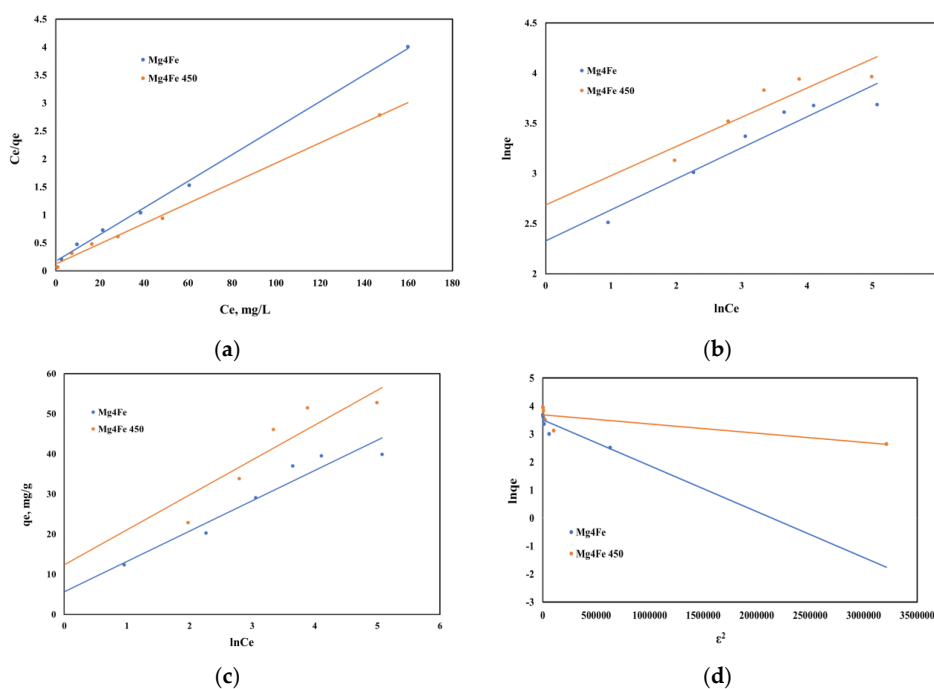 4.5
4
3.5
3
2.5
2
1.5
1
0.5
0
Ce/qe
Mg4Fe
Mg4Fe 450
0 20 40 60 80 100 120 140 160 180
Ce, mg/L
(a)
4.5
4
3.5
3
2.5
2
lnqe
Mg4Fe
Mg4Fe 450
0 1 2 3 4 5
lnCe
(b)
60
50
40
30
20
10
0
qe, mg/g
Mg4Fe
Mg4Fe 450
0 1 2 3 4 5 6
lnCe
(c)
5
4
3
2
1
0
-1
-2
-3
lnqe
Mg4Fe
Mg4Fe 450
0 500000 1000000 1500000 2000000 2500000 3000000 3500000
ε²
(d)